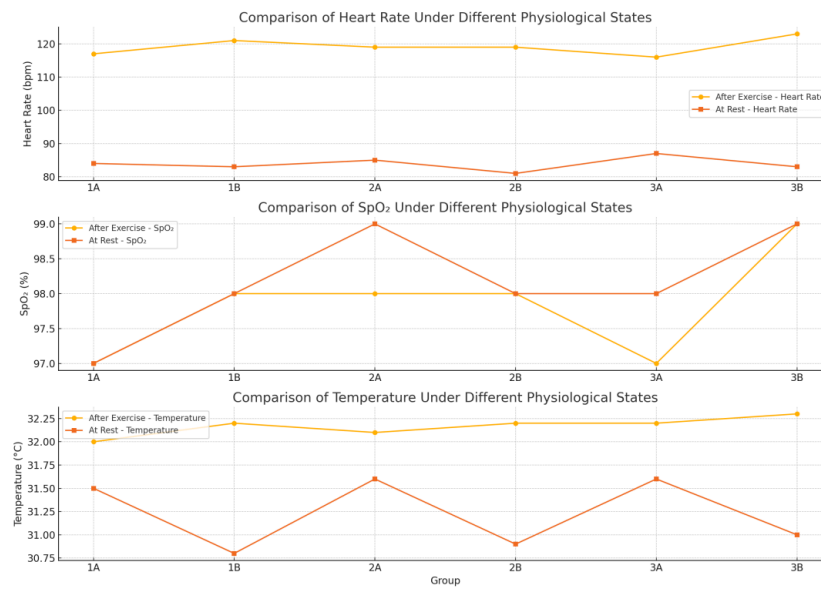 Comparison of Heart Rate Under Different Physiological States
Heart Rate (bpm)
120
110
100
90
80
After Exercise - Heart Rate
At Rest - Heart Rate
1A 1B 2A 2B 3A 3B
Comparison of SpO₂ Under Different Physiological States
SpO₂ (%)
99.0
98.5
98.0
97.5
97.0
After Exercise - SpO₂
At Rest - SpO₂
1A 1B 2A 2B 3A 3B
Comparison of Temperature Under Different Physiological States
Temperature (°C)
32.25
32.00
31.75
31.50
31.25
31.00
30.75
After Exercise - Temperature
At Rest - Temperature
1A 1B 2A 2B 3A 3B
Group